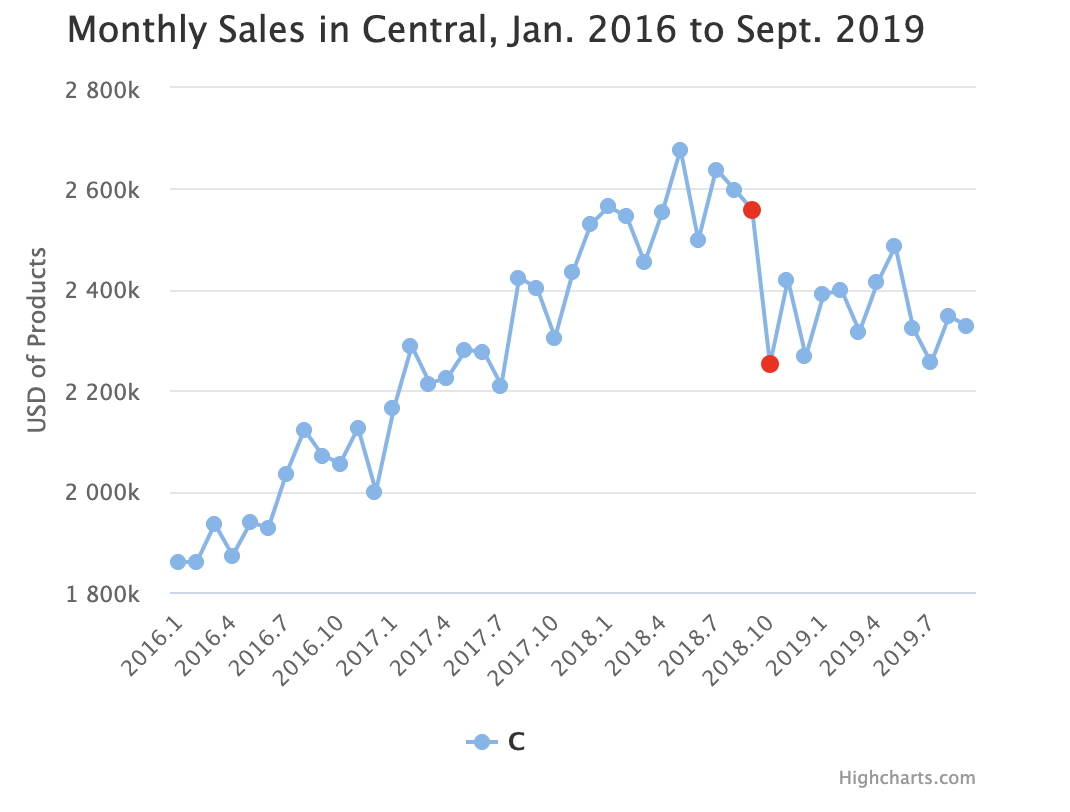 Monthly Sales in Central, Jan. 2016 to Sept. 2019
2 800k
2 600k
2 400k
2 200k
2 000k
1 800k
USD of Products
2016.1
2016.4
2016.7
2016.10
2017.1
2017.4
2017.7
2017.10
2018.1
2018.4
2018.7
2018.10
2019.1
2019.4
2019.7
C
Highcharts.com